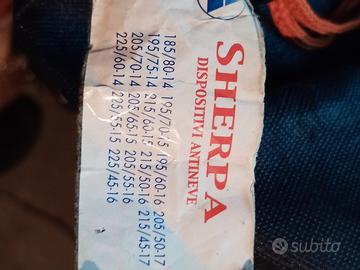 SHERPA
DISPOSITIVI ANTINEVE
185/80-14 195/70-15 195/60-16 205/50-17
195/75-14 215/60-15 215/50-16 215/45-17
205/70-14 205/65-15 205/55-16
225/60-14 225/55-15 225/45-16
subito